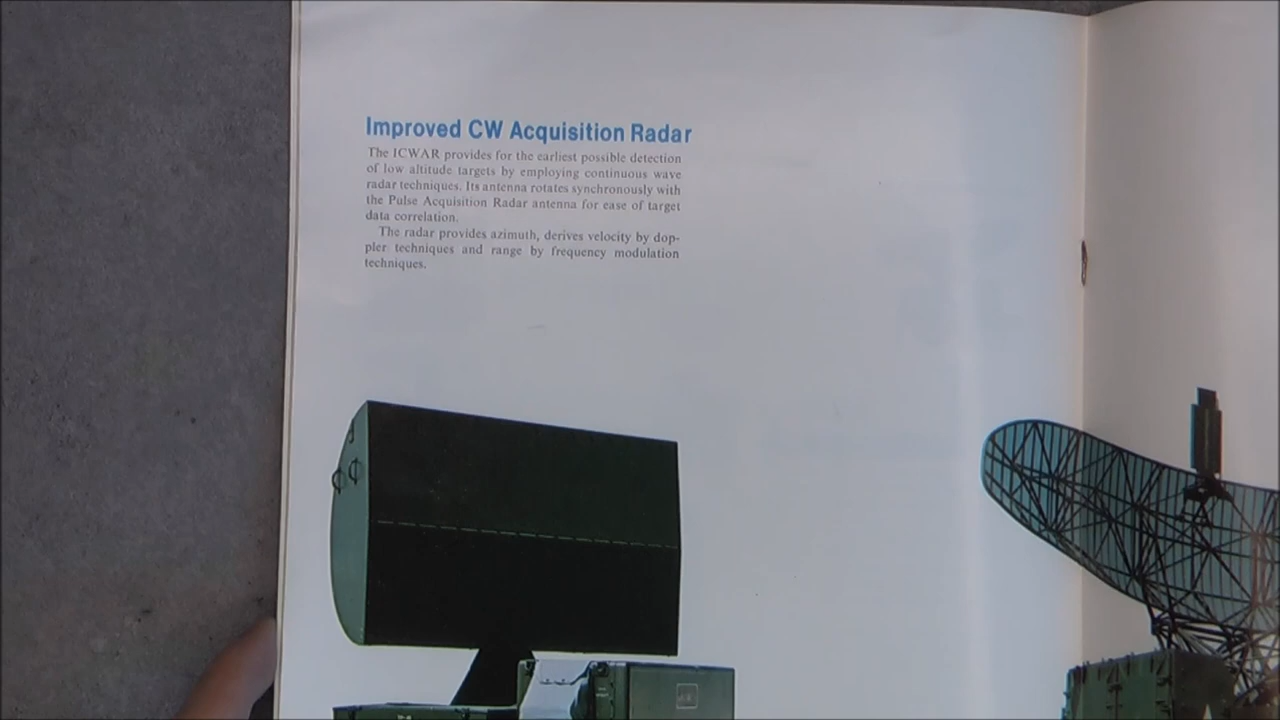 Improved CW Acquisition Radar
The ICWAR provides for the earliest possible detection
of low altitude targets by employing continuous wave
radar techniques. Its antenna rotates synchronously with
the Pulse Acquisition Radar antenna for ease of target
data correlation.
The radar provides azimuth, derives velocity by dop-
pler techniques and range by frequency modulation
techniques.